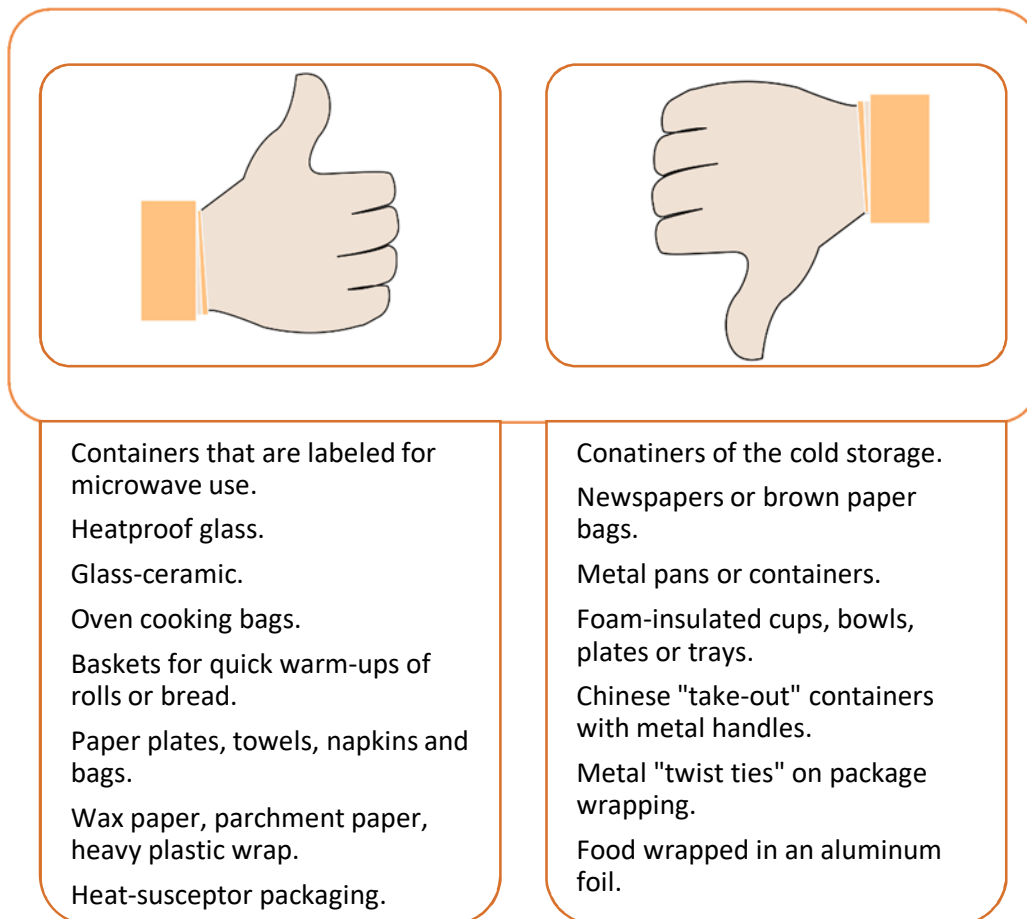 Containers that are labeled for
microwave use.
Heatproof glass.
Glass-ceramic.
Oven cooking bags.
Baskets for quick warm-ups of
rolls or bread.
Paper plates, towels, napkins and
bags.
Wax paper, parchment paper,
heavy plastic wrap.
Heat-susceptor packaging.
Conatiners of the cold storage.
Newspapers or brown paper
bags.
Metal pans or containers.
Foam-insulated cups, bowls,
plates or trays.
Chinese "take-out" containers
with metal handles.
Metal "twist ties" on package
wrapping.
Food wrapped in an aluminum
foil.